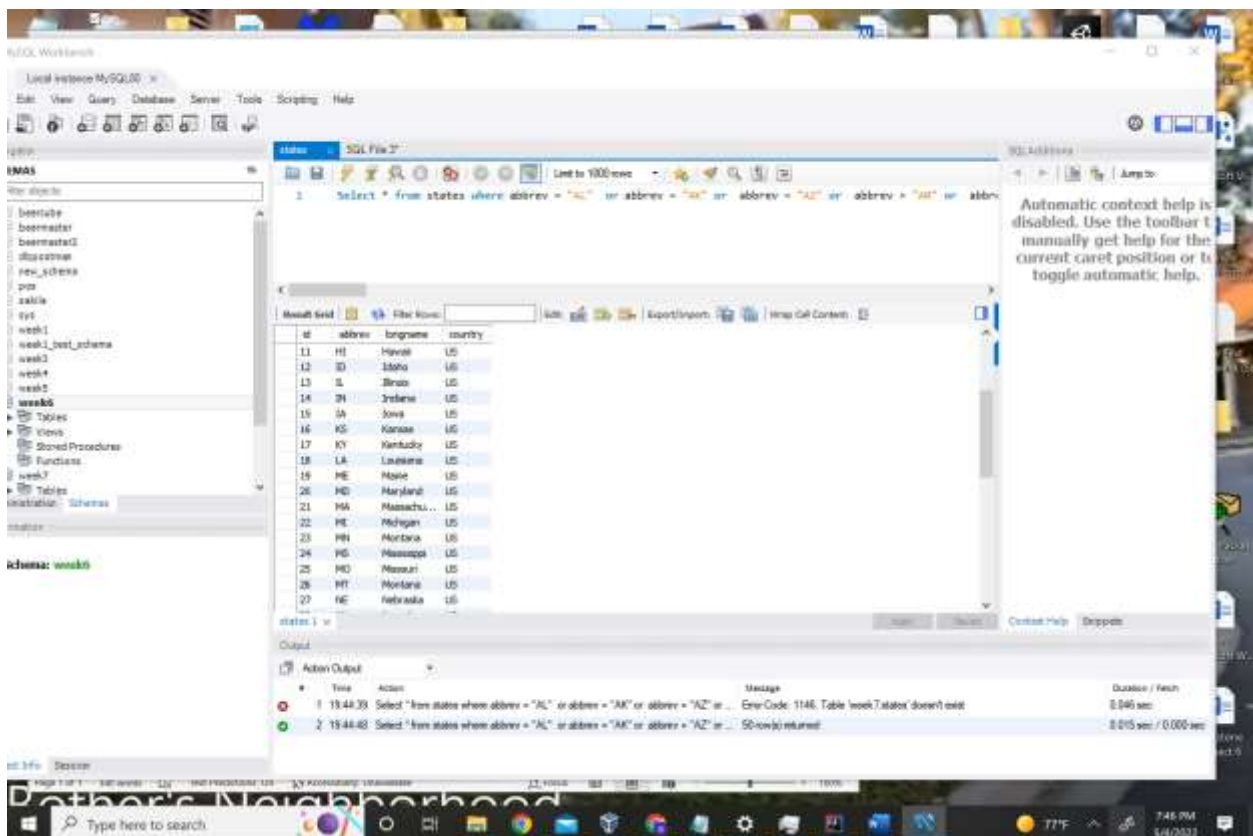 MySQL Workbench
Local instance MySQL80
Edit View Query Database Server Tools Scripting Help
states SQL File 3*
SQL Additions
Limit to 1000 rows
Jump to
1 Select * from states where abbrev = "AL" or abbrev = "AK" or abbrev = "AZ" or abbrev = "AR" or abbrev
Automatic context help is
disabled. Use the toolbar t
manually get help for the
current caret position or to
toggle automatic help.
beermaster
beermaster2
new_schema
pos
sakila
sys
week1
week1_test_schema
week3
week4
week5
week6
Tables
Views
Stored Procedures
Functions
week7
Tables
Schemas
Schema: week6
Result Grid Filter Rows: Edit: Export/Import: Wrap Cell Content:
id abbrev longname country
11 HI Hawaii US
12 ID Idaho US
13 IL Illinois US
14 IN Indiana US
15 IA Iowa US
16 KS Kansas US
17 KY Kentucky US
18 LA Louisiana US
19 ME Maine US
20 MD Maryland US
21 MA Massachu... US
22 MI Michigan US
23 MN Montana US
24 MS Mississippi US
25 MO Missouri US
26 MT Montana US
27 NE Nebraska US
states 1
Context Help Snippets
Output
Action Output
# Time Action Message Duration / Fetch
1 19:44:39 Select * from states where abbrev = "AL" or abbrev = "AK" or abbrev = "AZ" or ... Error Code: 1146. Table 'week7.states' doesn't exist 0.046 sec
2 19:44:48 Select * from states where abbrev = "AL" or abbrev = "AK" or abbrev = "AZ" or ... 50 row(s) returned 0.015 sec / 0.000 sec
Session
Type here to search
77°F
7:46 PM